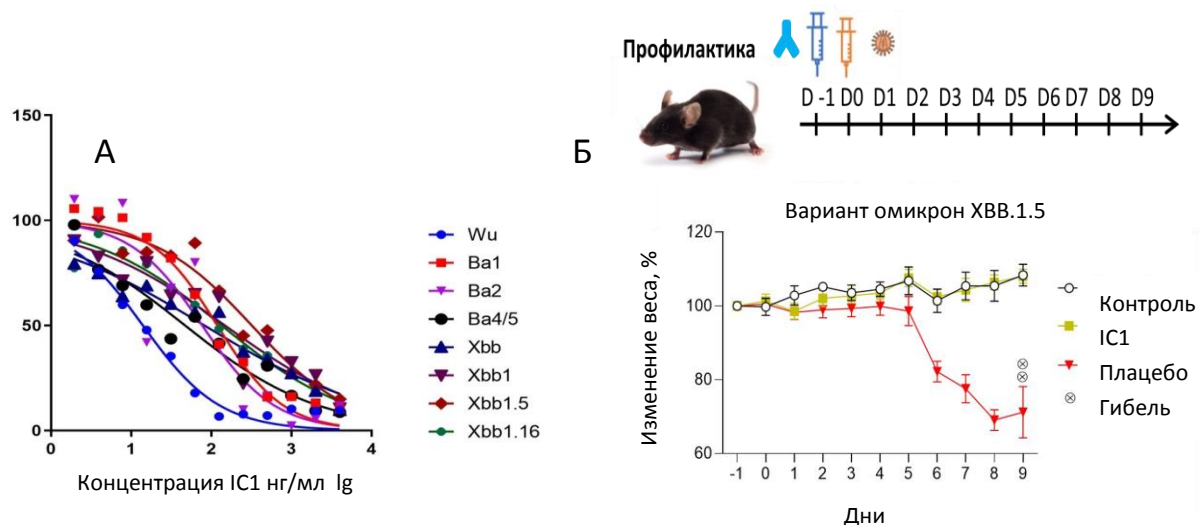 А
150
100
50
0
0 1 2 3 4
Концентрация IC1 нг/мл lg
Wu
Ba1
Ba2
Ba4/5
Xbb
Xbb1
Xbb1.5
Xbb1.16
Б
Профилактика
D -1 D0 D1 D2 D3 D4 D5 D6 D7 D8 D9
Вариант омикрон XBB.1.5
Изменение веса, %
120
100
80
60
-1 0 1 2 3 4 5 6 7 8 9
Дни
Контроль
IC1
Плацебо
Гибель